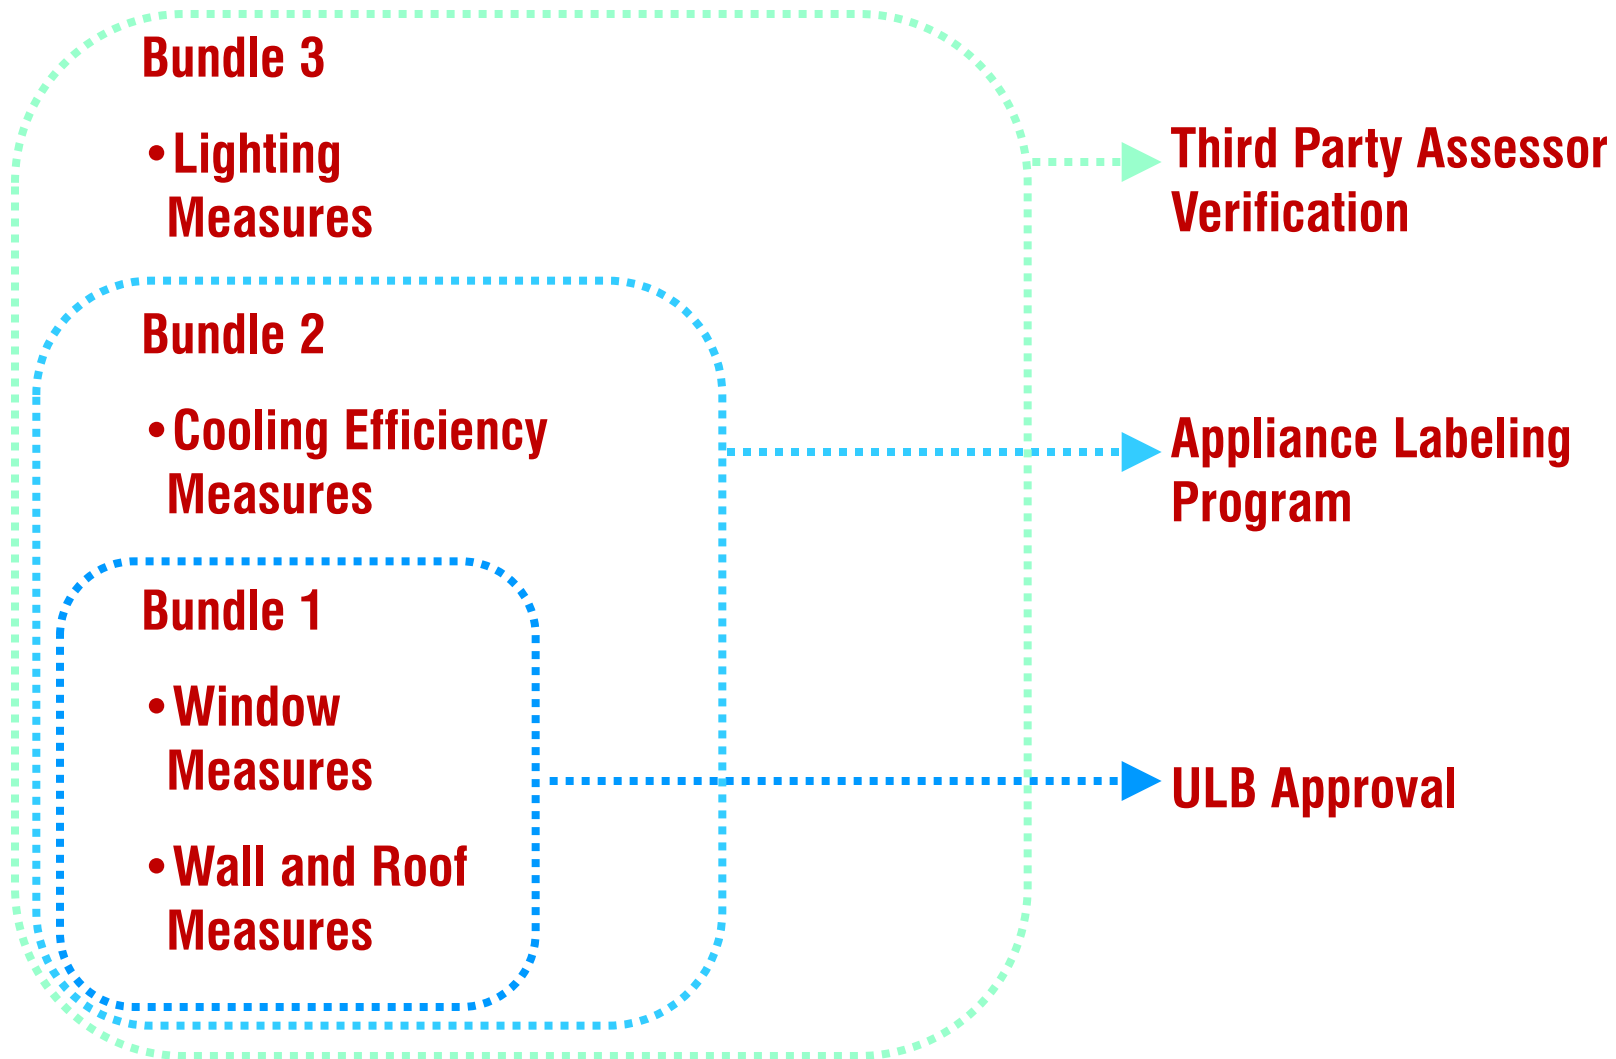 Bundle 3
•Lighting
Measures
Third Party Assessor
Verification
Bundle 2
•Cooling Efficiency
Measures
Appliance Labeling
Program
Bundle 1
•Window
Measures
ULB Approval
•Wall and Roof
Measures